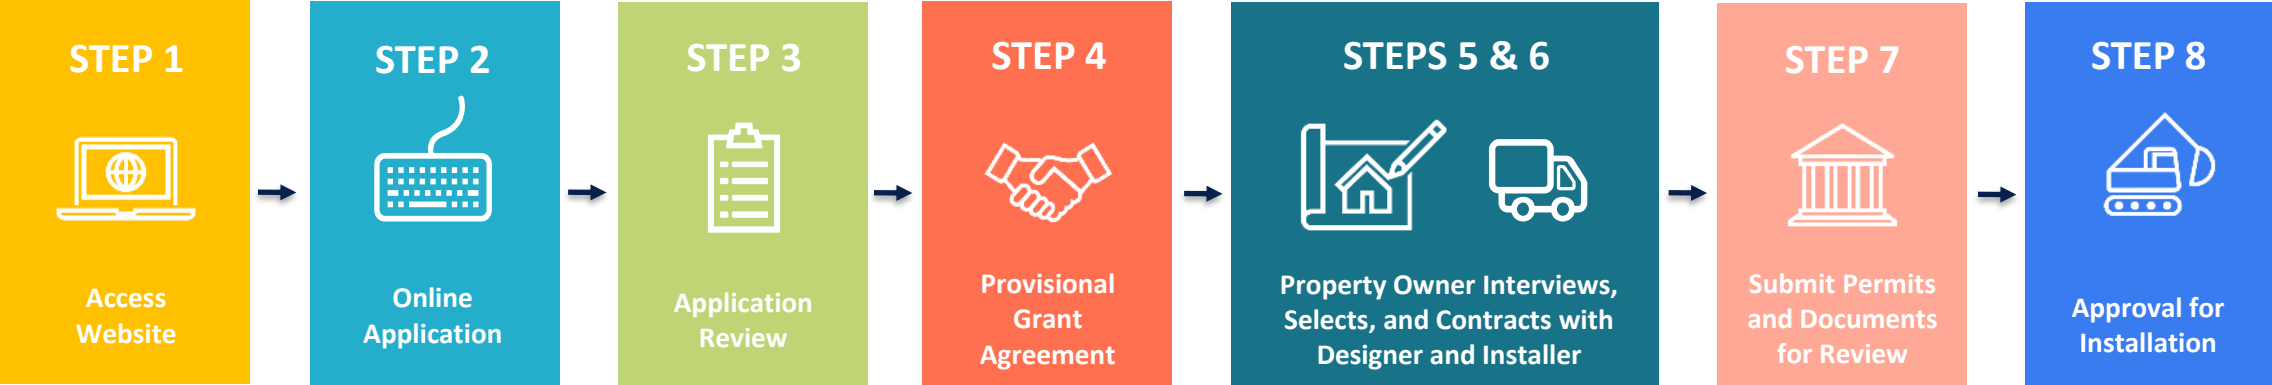 STEP 1
Access
Website
STEP 2
Online
Application
STEP 3
Application
Review
STEP 4
Provisional
Grant
Agreement
STEPS 5 & 6
Property Owner Interviews,
Selects, and Contracts with
Designer and Installer
STEP 7
Submit Permits
and Documents
for Review
STEP 8
Approval for
Installation